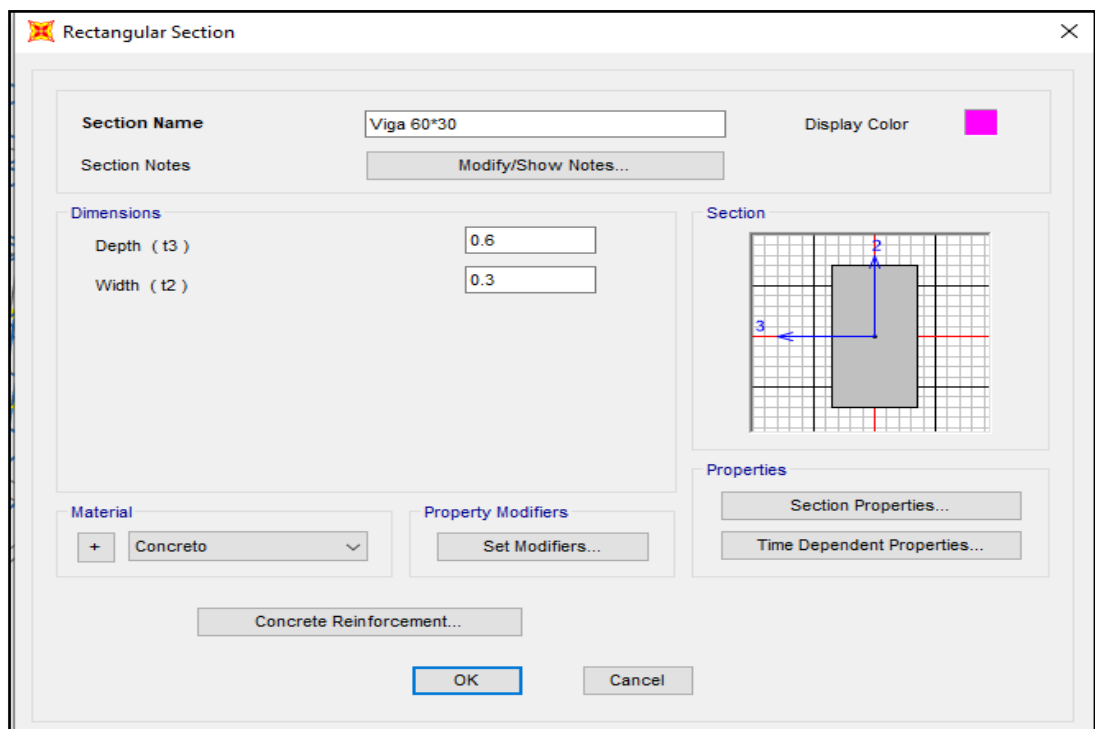 Rectangular Section
Section Name Viga 60*30 Display Color
Section Notes Modify/Show Notes...
Dimensions
Depth ( t3 ) 0.6
Width ( t2 ) 0.3
Section
2
3
Properties
Section Properties...
Time Dependent Properties...
Material
+ Concreto
Property Modifiers
Set Modifiers...
Concrete Reinforcement...
OK Cancel